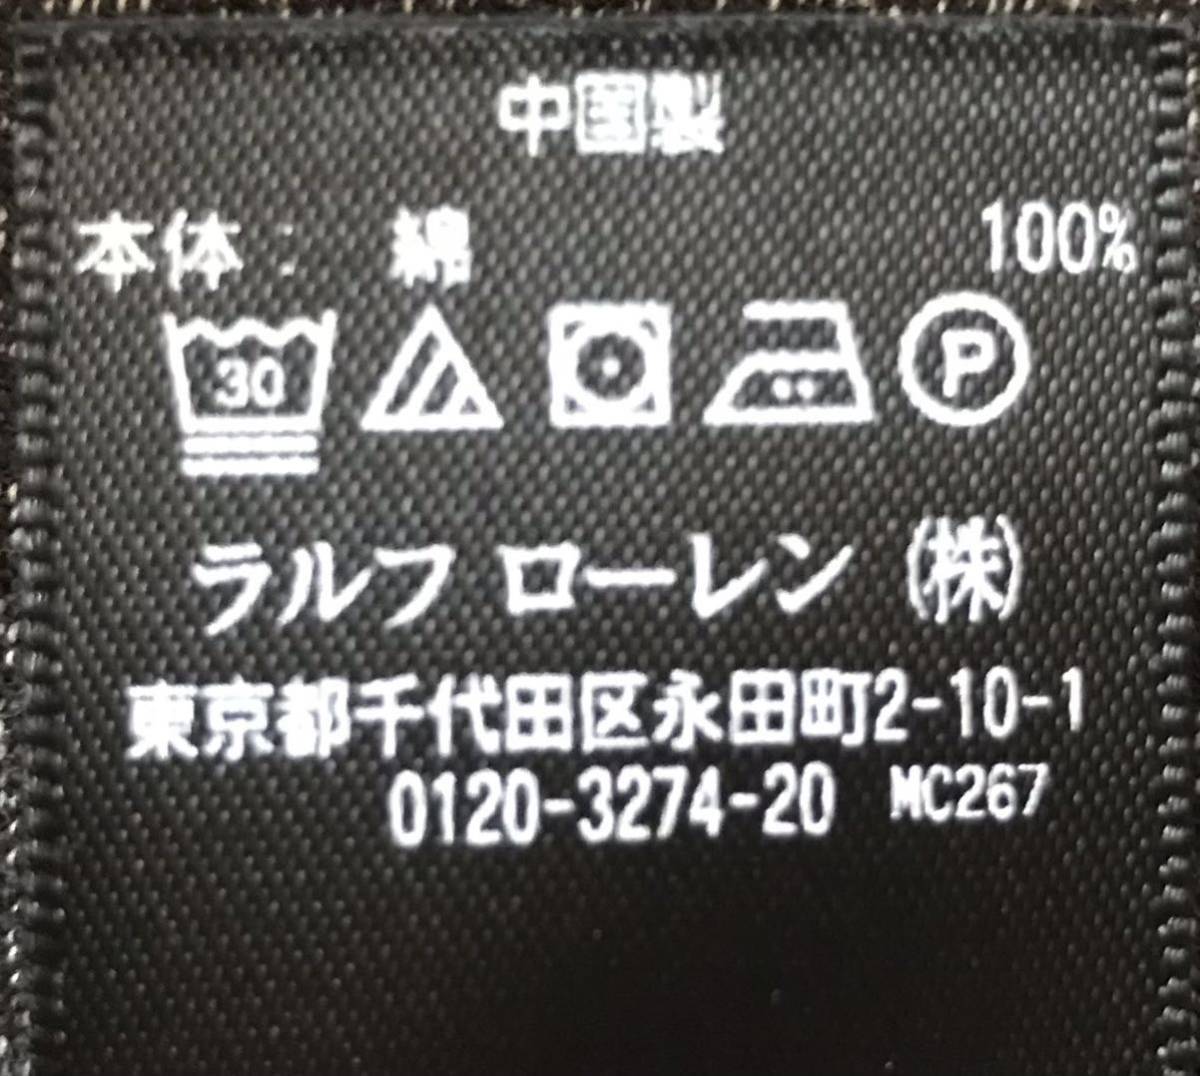 中国製
本体: 綿 100%
30 P
ラルフ ローレン ㈱
東京都千代田区永田町2-10-1
0120-3274-20 MC267